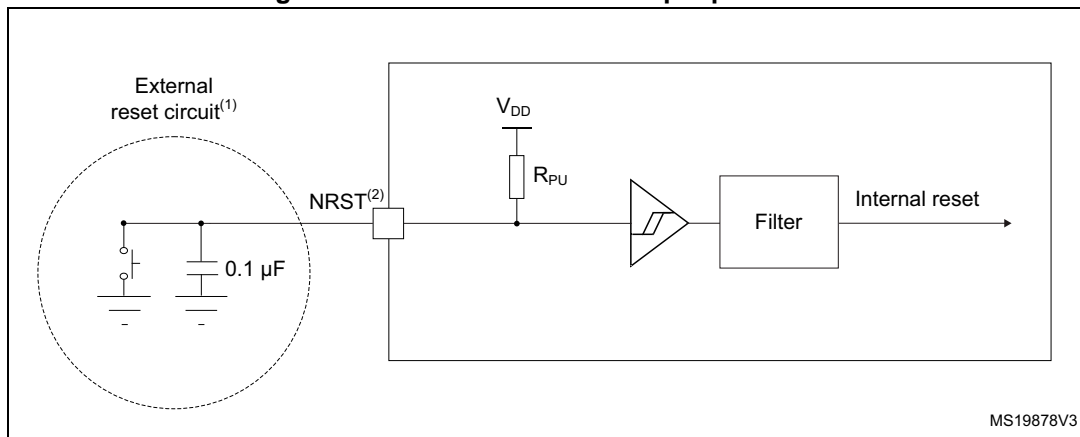 External
reset circuit(1)
VDD
RPU
NRST(2)
Filter
Internal reset
0.1 µF
MS19878V3